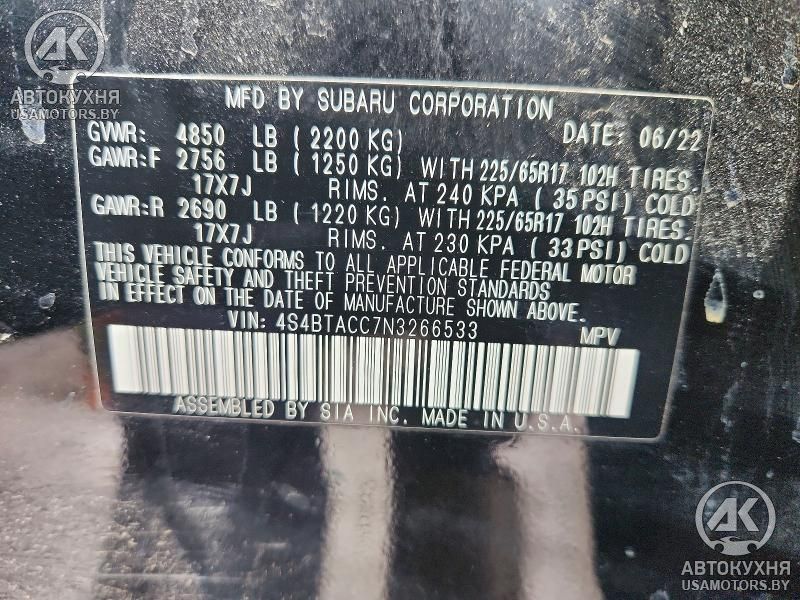 AK
АВТОКУХНЯ
USAMOTORS.BY
MFD BY SUBARU CORPORATION
GVWR: 4850 LB ( 2200 KG) DATE: 06/22
GAWR:F 2756 LB ( 1250 KG) WITH 225/65R17 102H TIRES.
17X7J RIMS. AT 240 KPA ( 35 PSI) COLD
GAWR:R 2690 LB ( 1220 KG) WITH 225/65R17 102H TIRES.
17X7J RIMS. AT 230 KPA ( 33 PSI) COLD
THIS VEHICLE CONFORMS TO ALL APPLICABLE FEDERAL MOTOR
VEHICLE SAFETY AND THEFT PREVENTION STANDARDS
IN EFFECT ON THE DATE OF MANUFACTURE SHOWN ABOVE.
VIN: 4S4BTACC7N3266533 MPV
ASSEMBLED BY SIA INC. MADE IN U.S.A.
AK
АВТОКУХНЯ
USAMOTORS.BY